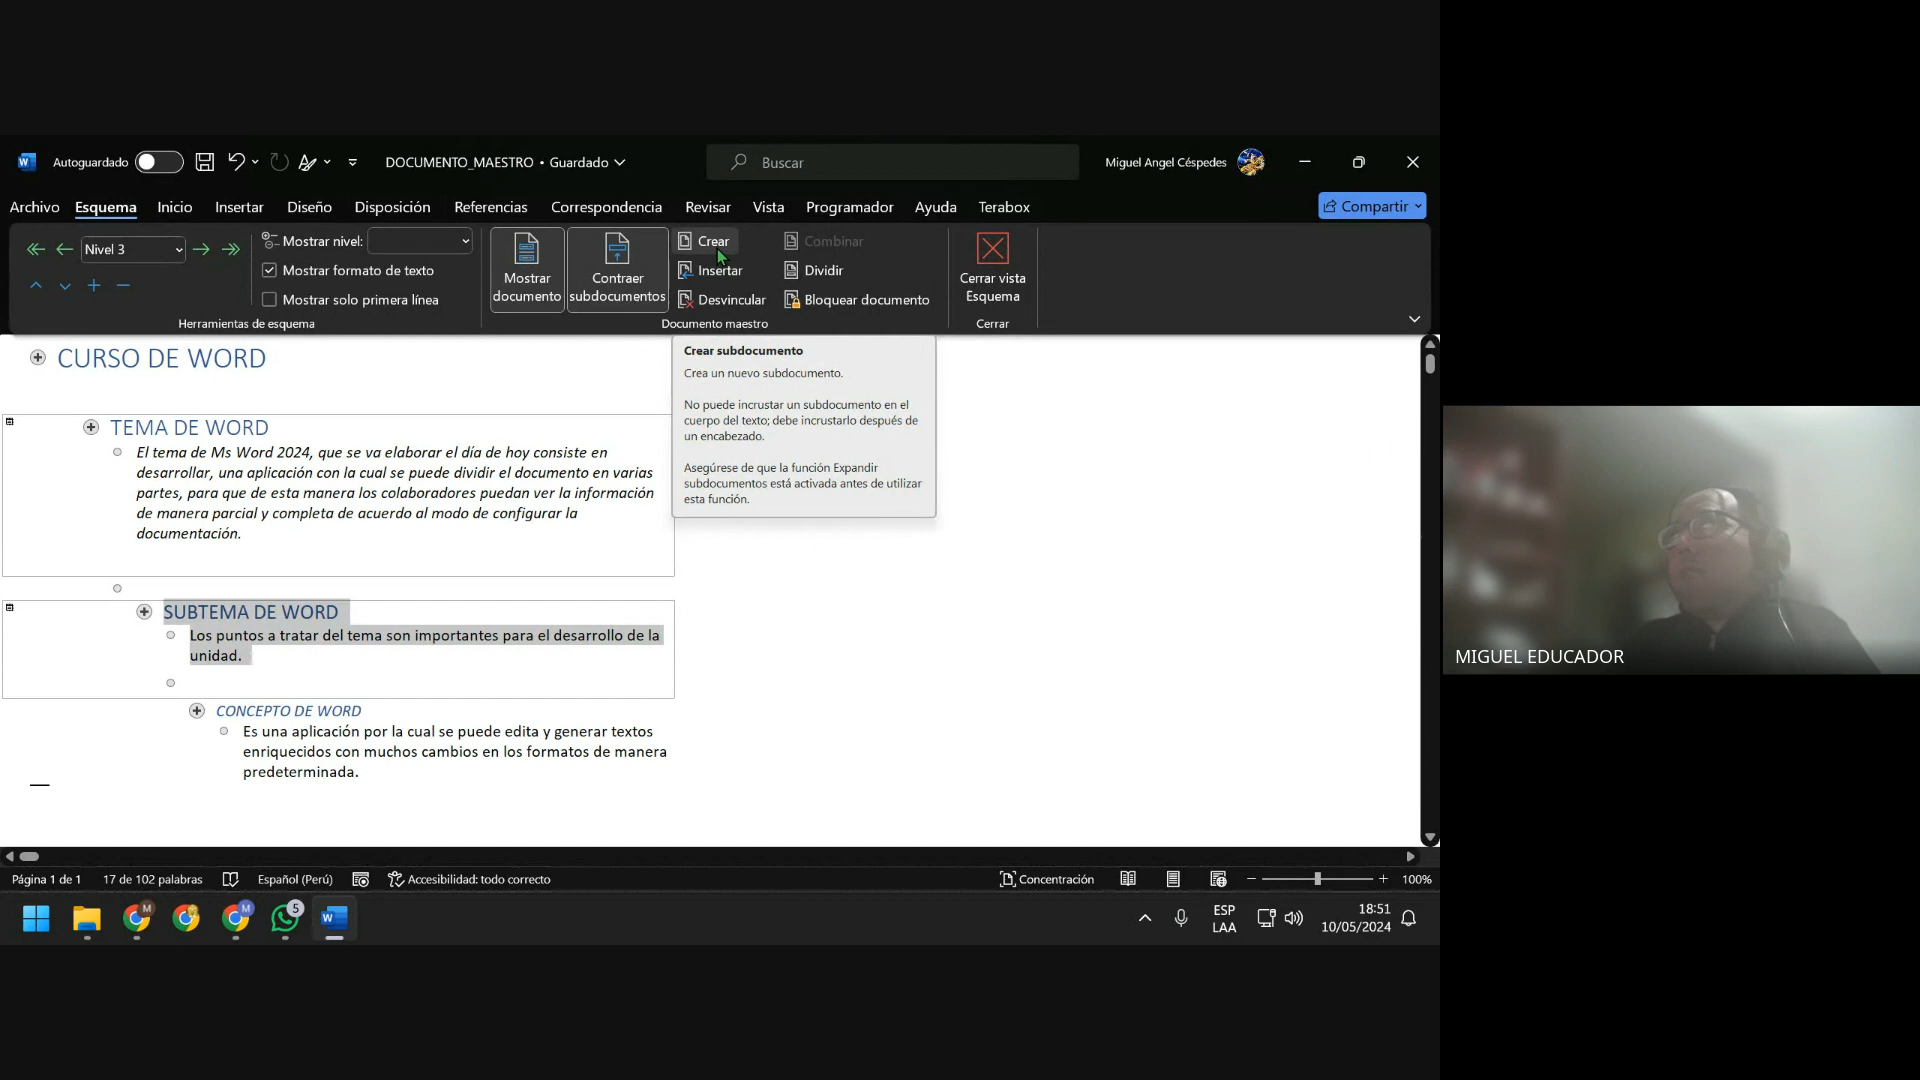 Autoguardado
DOCUMENTO_MAESTRO • Guardado
Buscar
Miguel Angel Céspedes
Archivo Esquema Inicio Insertar Diseño Disposición Referencias Correspondencia Revisar Vista Programador Ayuda Terabox
Compartir
Nivel 3
Mostrar nivel:
Mostrar formato de texto
Mostrar solo primera línea
Herramientas de esquema
Mostrar
documento
Contraer
subdocumentos
Crear
Insertar
Desvincular
Combinar
Dividir
Bloquear documento
Documento maestro
Cerrar vista
Esquema
Cerrar
Crear subdocumento
Crea un nuevo subdocumento.
No puede incrustar un subdocumento en el
cuerpo del texto; debe incrustarlo después de
un encabezado.
Asegúrese de que la función Expandir
subdocumentos está activada antes de utilizar
esta función.
CURSO DE WORD
TEMA DE WORD
El tema de Ms Word 2024, que se va elaborar el día de hoy consiste en
desarrollar, una aplicación con la cual se puede dividir el documento en varias
partes, para que de esta manera los colaboradores puedan ver la información
de manera parcial y completa de acuerdo al modo de configurar la
documentación.
SUBTEMA DE WORD
Los puntos a tratar del tema son importantes para el desarrollo de la
unidad.
CONCEPTO DE WORD
Es una aplicación por la cual se puede edita y generar textos
enriquecidos con muchos cambios en los formatos de manera
predeterminada.
MIGUEL EDUCADOR
Página 1 de 1 17 de 102 palabras Español (Perú) Accesibilidad: todo correcto Concentración 100%
M
M
5
W
ESP
LAA
18:51
10/05/2024